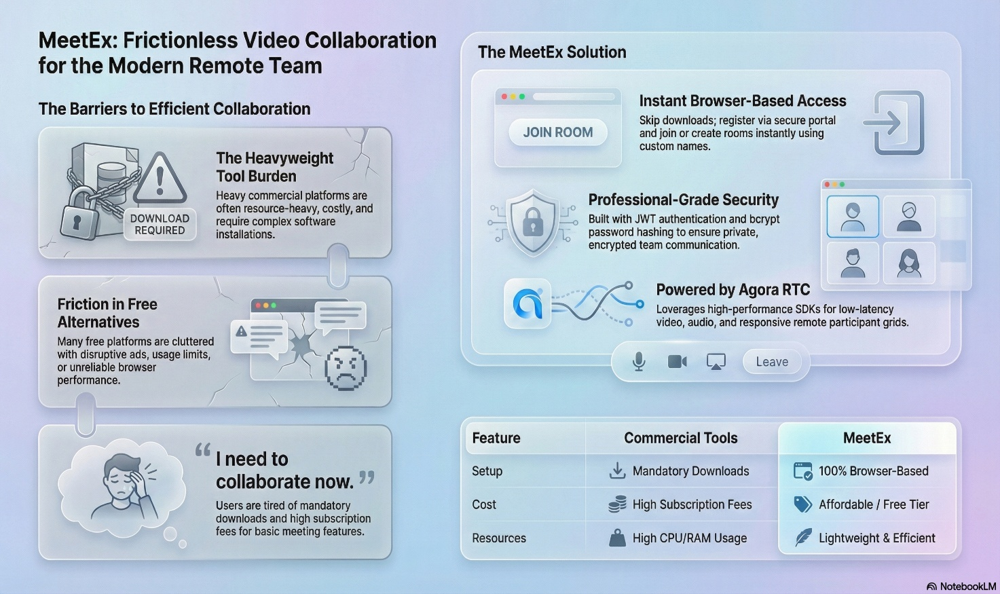 MeetEx: Frictionless Video Collaboration
for the Modern Remote Team
The Barriers to Efficient Collaboration
DOWNLOAD
REQUIRED
The Heavyweight
Tool Burden
Heavy commercial platforms are
often resource-heavy, costly, and
require complex software
installations.
Friction in Free
Alternatives
Many free platforms are cluttered
with disruptive ads, usage limits,
or unreliable browser
performance.
“ I need to
collaborate now. ”
Users are tired of mandatory
downloads and high subscription
fees for basic meeting features.
The MeetEx Solution
JOIN ROOM
Instant Browser-Based Access
Skip downloads; register via secure portal
and join or create rooms instantly using
custom names.
Professional-Grade Security
Built with JWT authentication and bcrypt
password hashing to ensure private,
encrypted team communication.
Powered by Agora RTC
Loverages high-performance SDKs for low-latency
video, audio, and responsive remote participant grids.
Leave
Feature Commercial Tools MeetEx
Setup Mandatory Downloads 100% Browser-Based
Cost High Subscription Fees Affordable / Free Tier
Resources High CPU/RAM Usage Lightweight & Efficient
NotebookLM